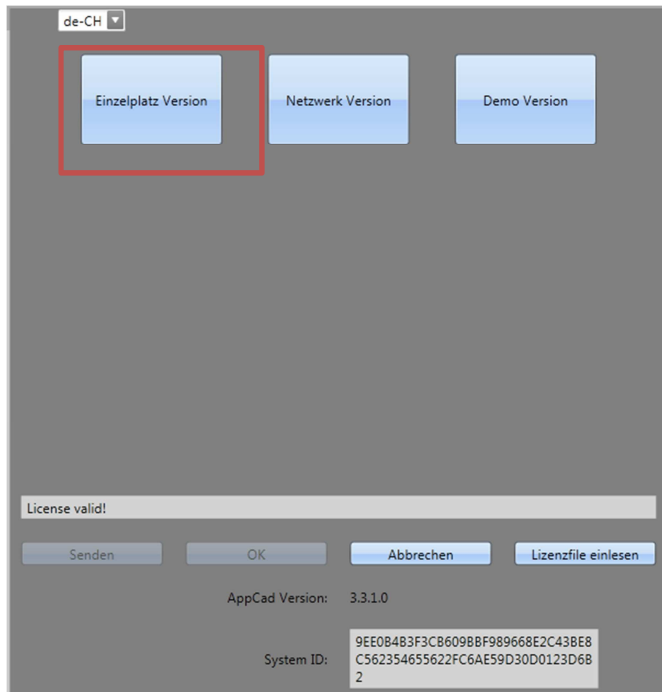 de-CH
Einzelplatz Version
Netzwerk Version
Demo Version
License valid!
Senden
OK
Abbrechen
Lizenzfile einlesen
AppCad Version: 3.3.1.0
System ID:
9EE0B4B3F3CB609BBF989668E2C43BE8
C562354655622FC6AE59D30D0123D6B
2